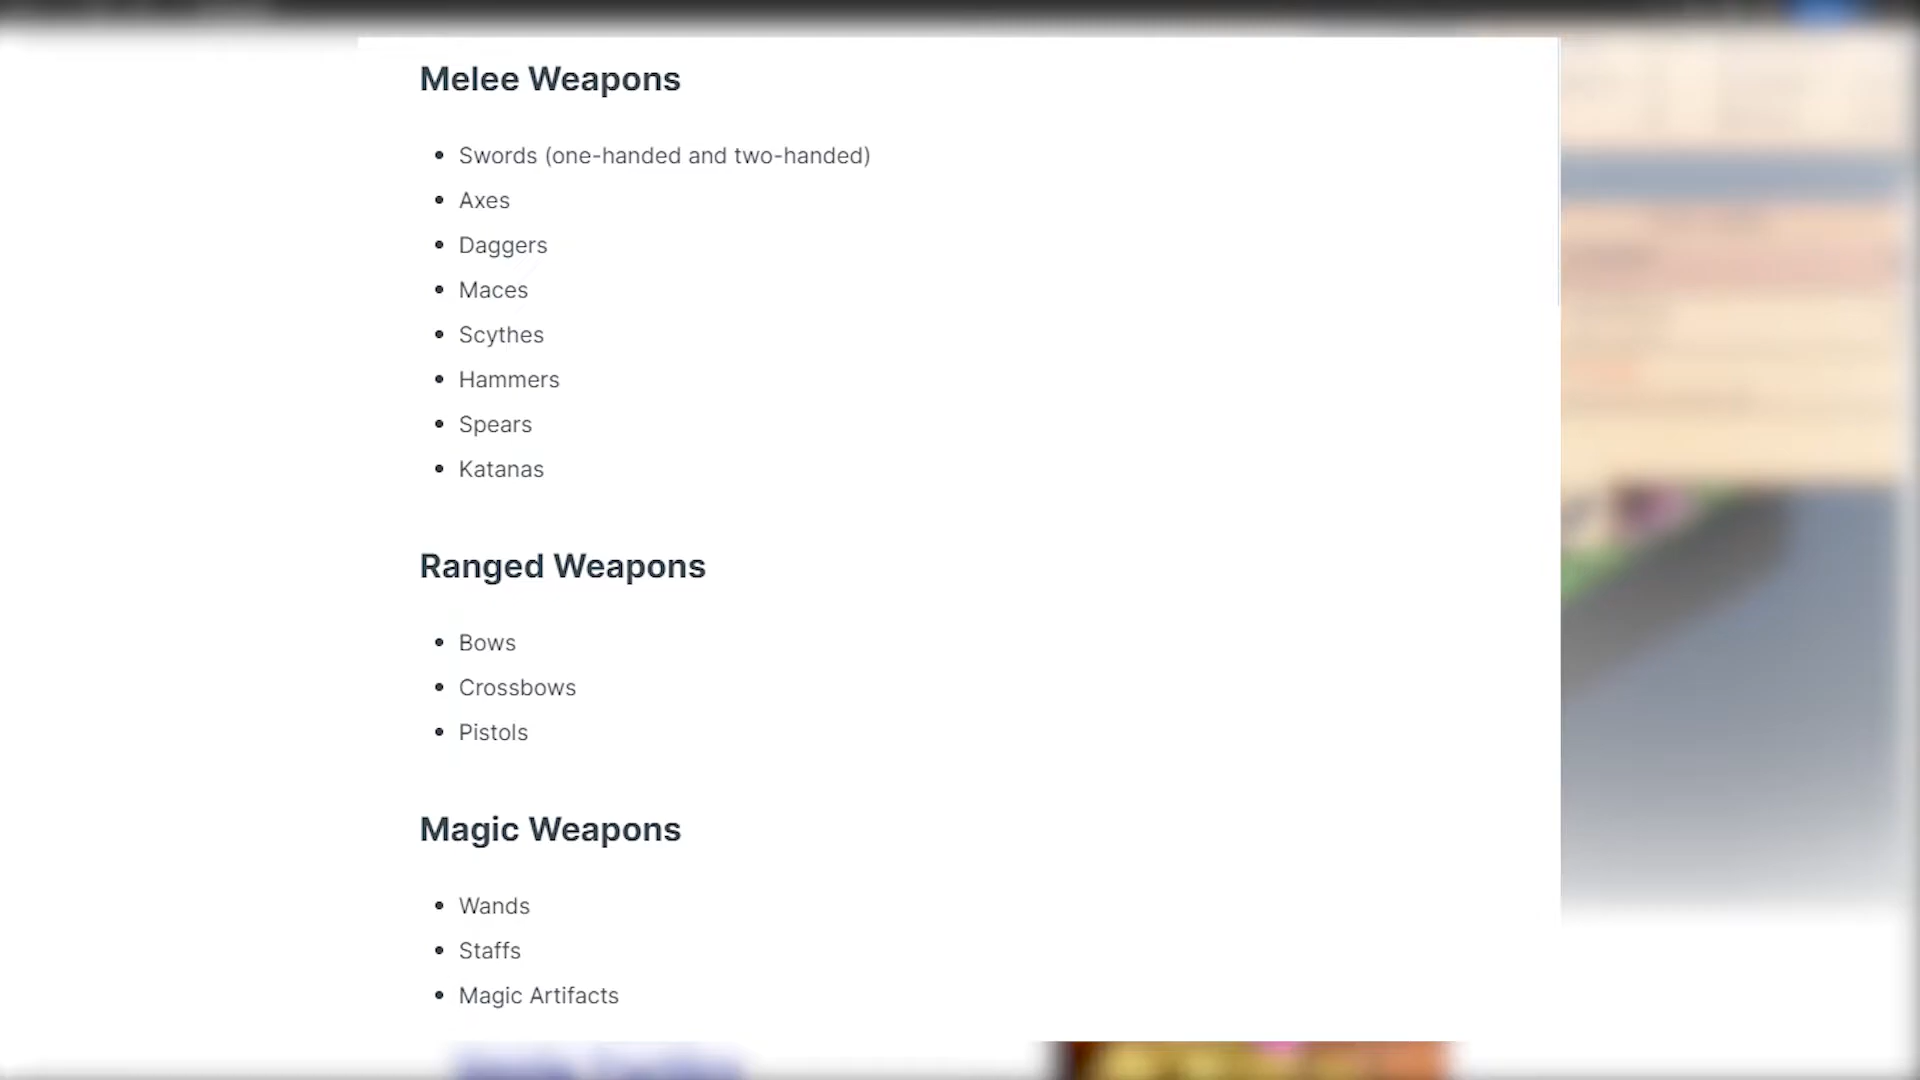 Melee Weapons
Swords (one-handed and two-handed)
Axes
Daggers
Maces
Scythes
Hammers
Spears
Katanas
Ranged Weapons
Bows
Crossbows
Pistols
Magic Weapons
Wands
Staffs
Magic Artifacts